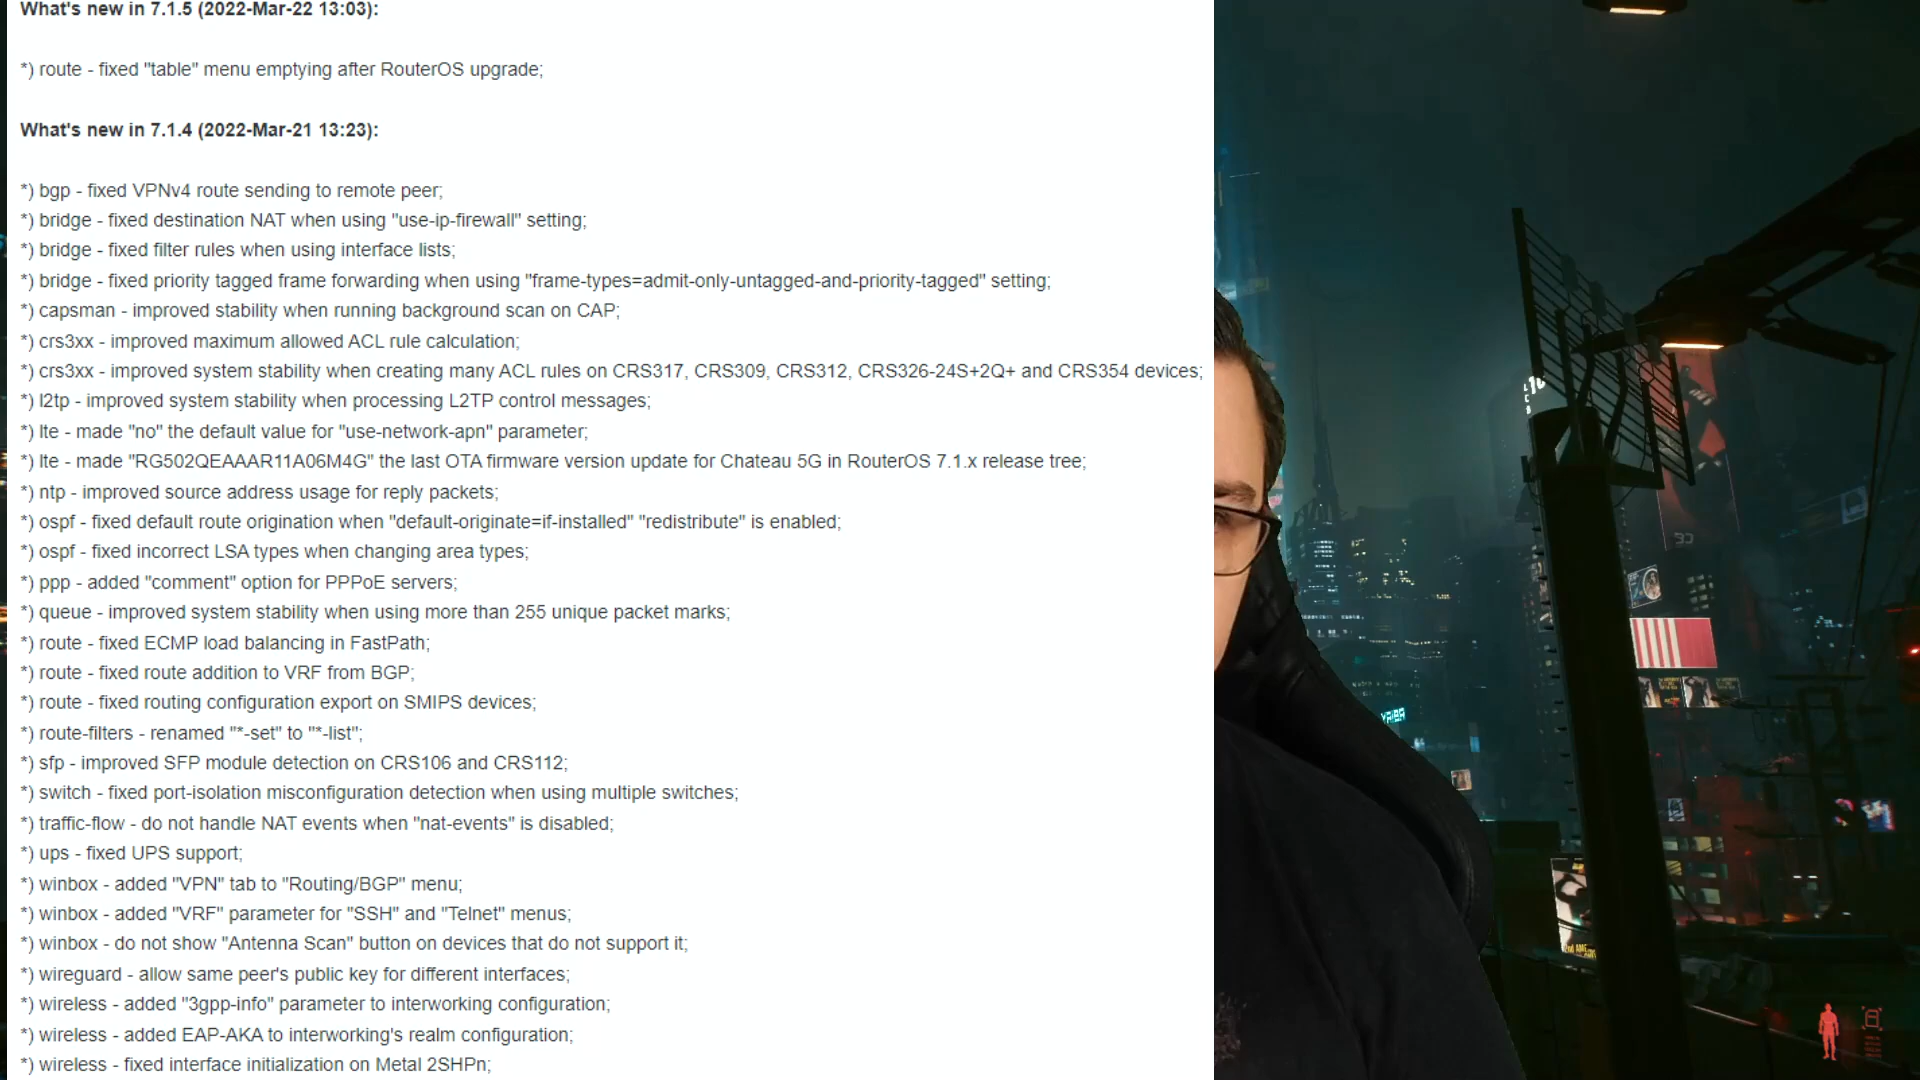 What's new in 7.1.5 (2022-Mar-22 13:03):
*) route - fixed "table" menu emptying after RouterOS upgrade;
What's new in 7.1.4 (2022-Mar-21 13:23):
*) bgp - fixed VPNv4 route sending to remote peer;
*) bridge - fixed destination NAT when using "use-ip-firewall" setting;
*) bridge - fixed filter rules when using interface lists;
*) bridge - fixed priority tagged frame forwarding when using "frame-types=admit-only-untagged-and-priority-tagged" setting;
*) capsman - improved stability when running background scan on CAP;
*) crs3xx - improved maximum allowed ACL rule calculation;
*) crs3xx - improved system stability when creating many ACL rules on CRS317, CRS309, CRS312, CRS326-24S+2Q+ and CRS354 devices;
*) l2tp - improved system stability when processing L2TP control messages;
*) lte - made "no" the default value for "use-network-apn" parameter;
*) lte - made "RG502QEAAAR11A06M4G" the last OTA firmware version update for Chateau 5G in RouterOS 7.1.x release tree;
*) ntp - improved source address usage for reply packets;
*) ospf - fixed default route origination when "default-originate=if-installed" "redistribute" is enabled;
*) ospf - fixed incorrect LSA types when changing area types;
*) ppp - added "comment" option for PPPoE servers;
*) queue - improved system stability when using more than 255 unique packet marks;
*) route - fixed ECMP load balancing in FastPath;
*) route - fixed route addition to VRF from BGP;
*) route - fixed routing configuration export on SMIPS devices;
*) route-filters - renamed "*-set" to "*-list";
*) sfp - improved SFP module detection on CRS106 and CRS112;
*) switch - fixed port-isolation misconfiguration detection when using multiple switches;
*) traffic-flow - do not handle NAT events when "nat-events" is disabled;
*) ups - fixed UPS support;
*) winbox - added "VPN" tab to "Routing/BGP" menu;
*) winbox - added "VRF" parameter for "SSH" and "Telnet" menus;
*) winbox - do not show "Antenna Scan" button on devices that do not support it;
*) wireguard - allow same peer's public key for different interfaces;
*) wireless - added "3gpp-info" parameter to interworking configuration;
*) wireless - added EAP-AKA to interworking's realm configuration;
*) wireless - fixed interface initialization on Metal 2SHPn;